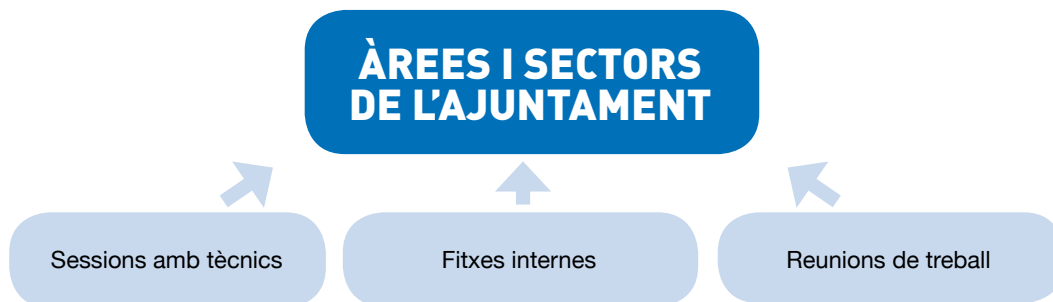 ÀREES I SECTORS
DE L'AJUNTAMENT
Sessions amb tècnics
Fitxes internes
Reunions de treball